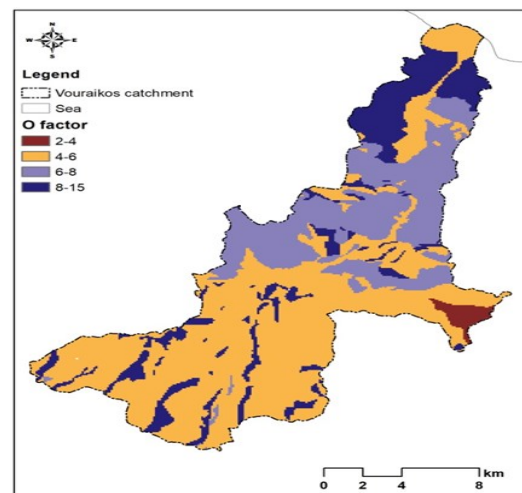 N
W E
S
Legend
Vouraikos catchment
Sea
O factor
2-4
4-6
6-8
8-15
km
0 2 4 8